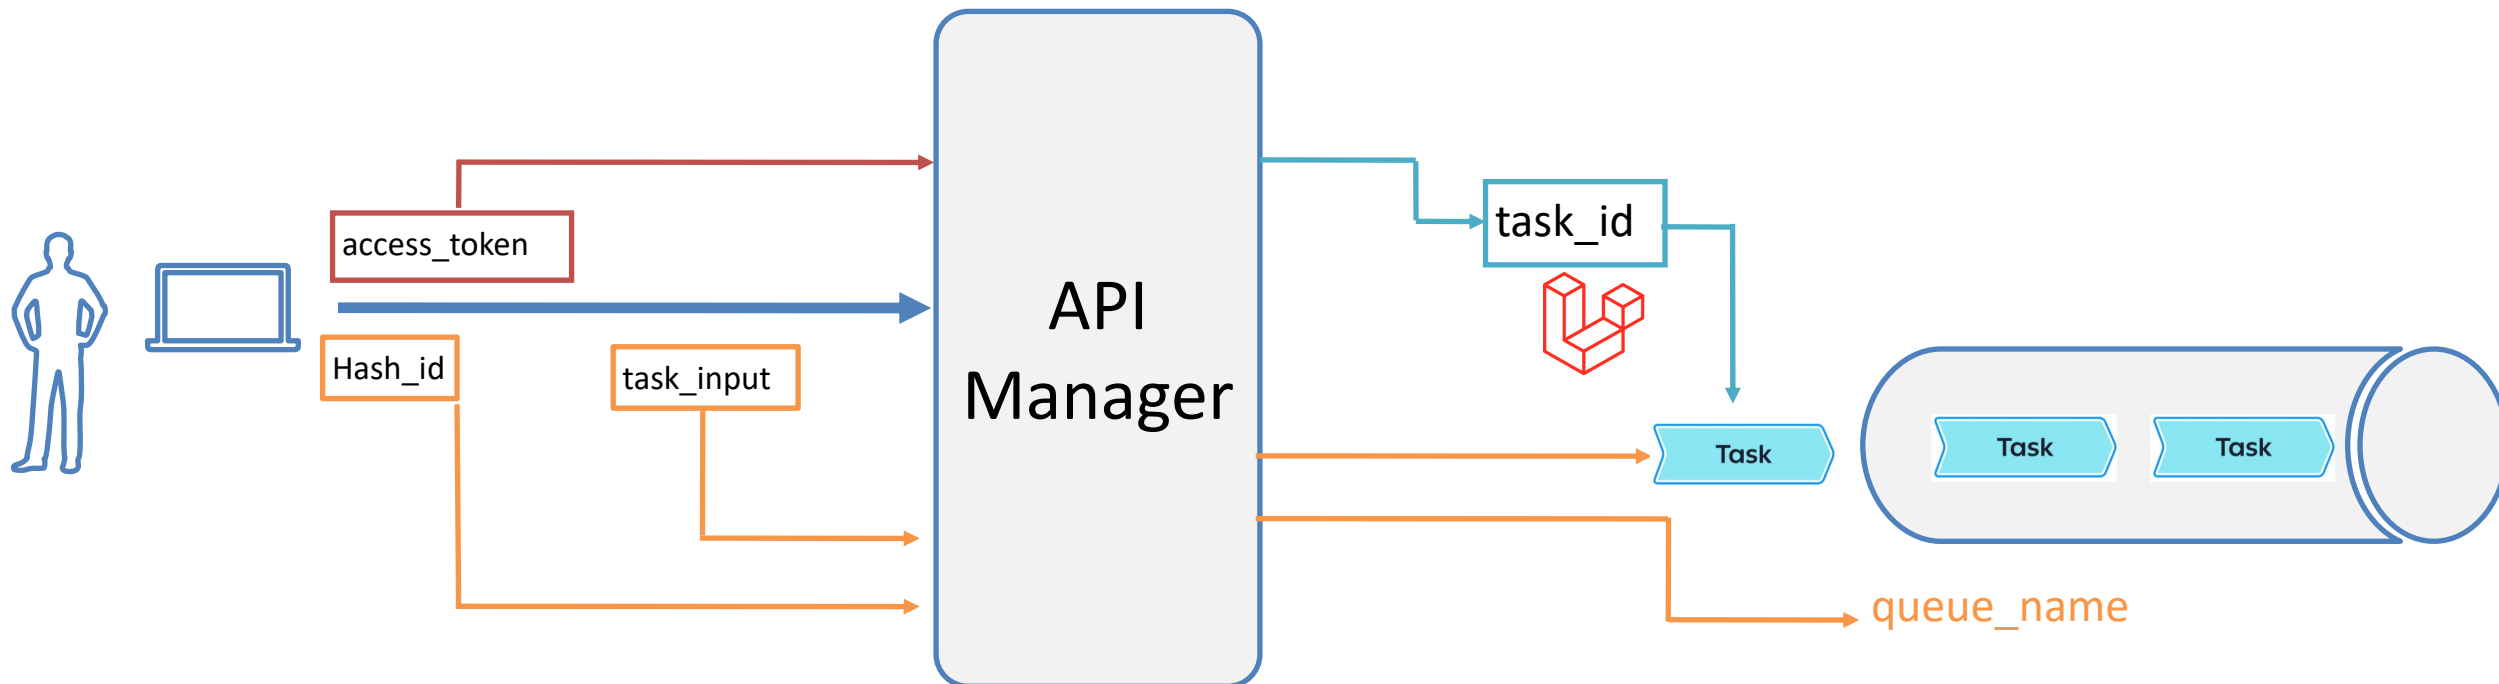 access_token
Hash_id
task_input
API
Manager
task_id
Task
Task
Task
queue_name